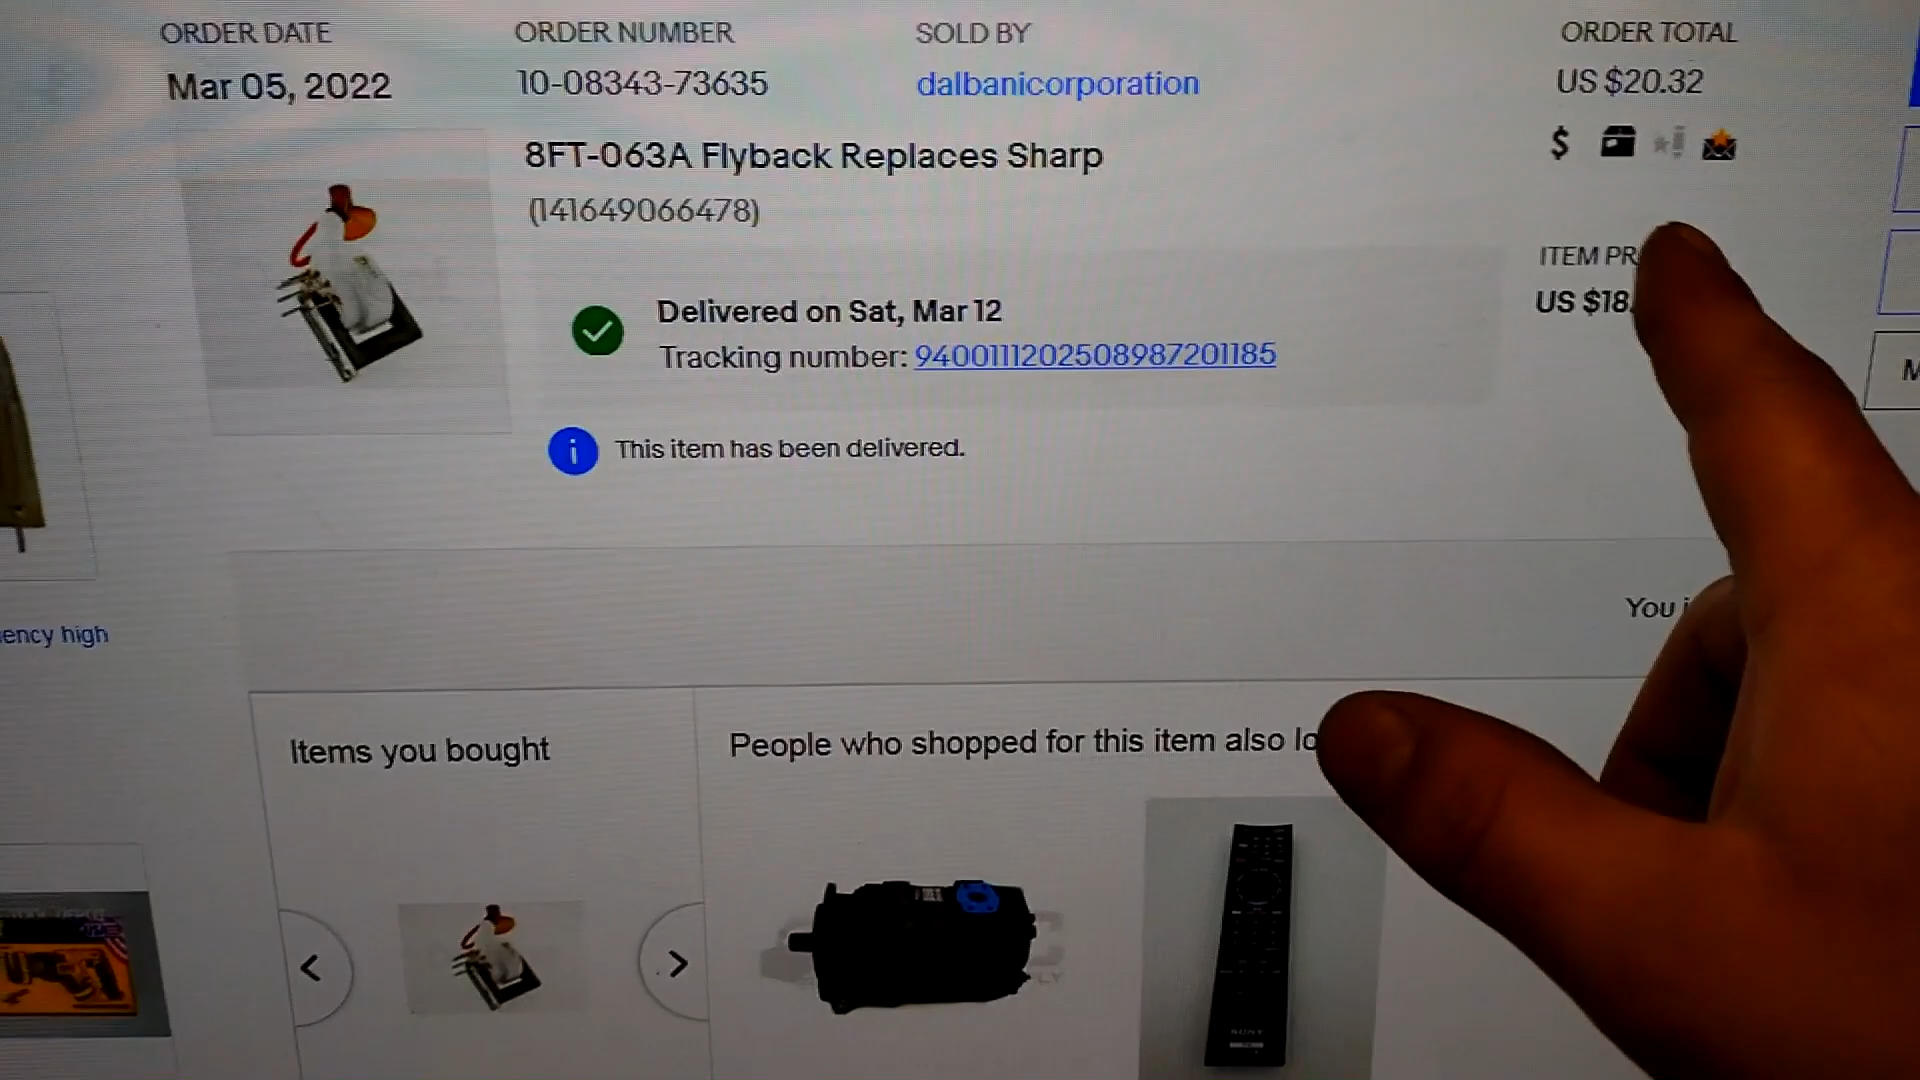 ORDER DATE
ORDER NUMBER
SOLD BY
ORDER TOTAL
Mar 05, 2022
10-08343-73635
dalbanicorporation
US $20.32
8FT-063A Flyback Replaces Sharp
(141649066478)
ITEM PR
US $18.
Delivered on Sat, Mar 12
Tracking number: 9400111202508987201185
This item has been delivered.
You
ency high
Items you bought
People who shopped for this item also lo
SONY